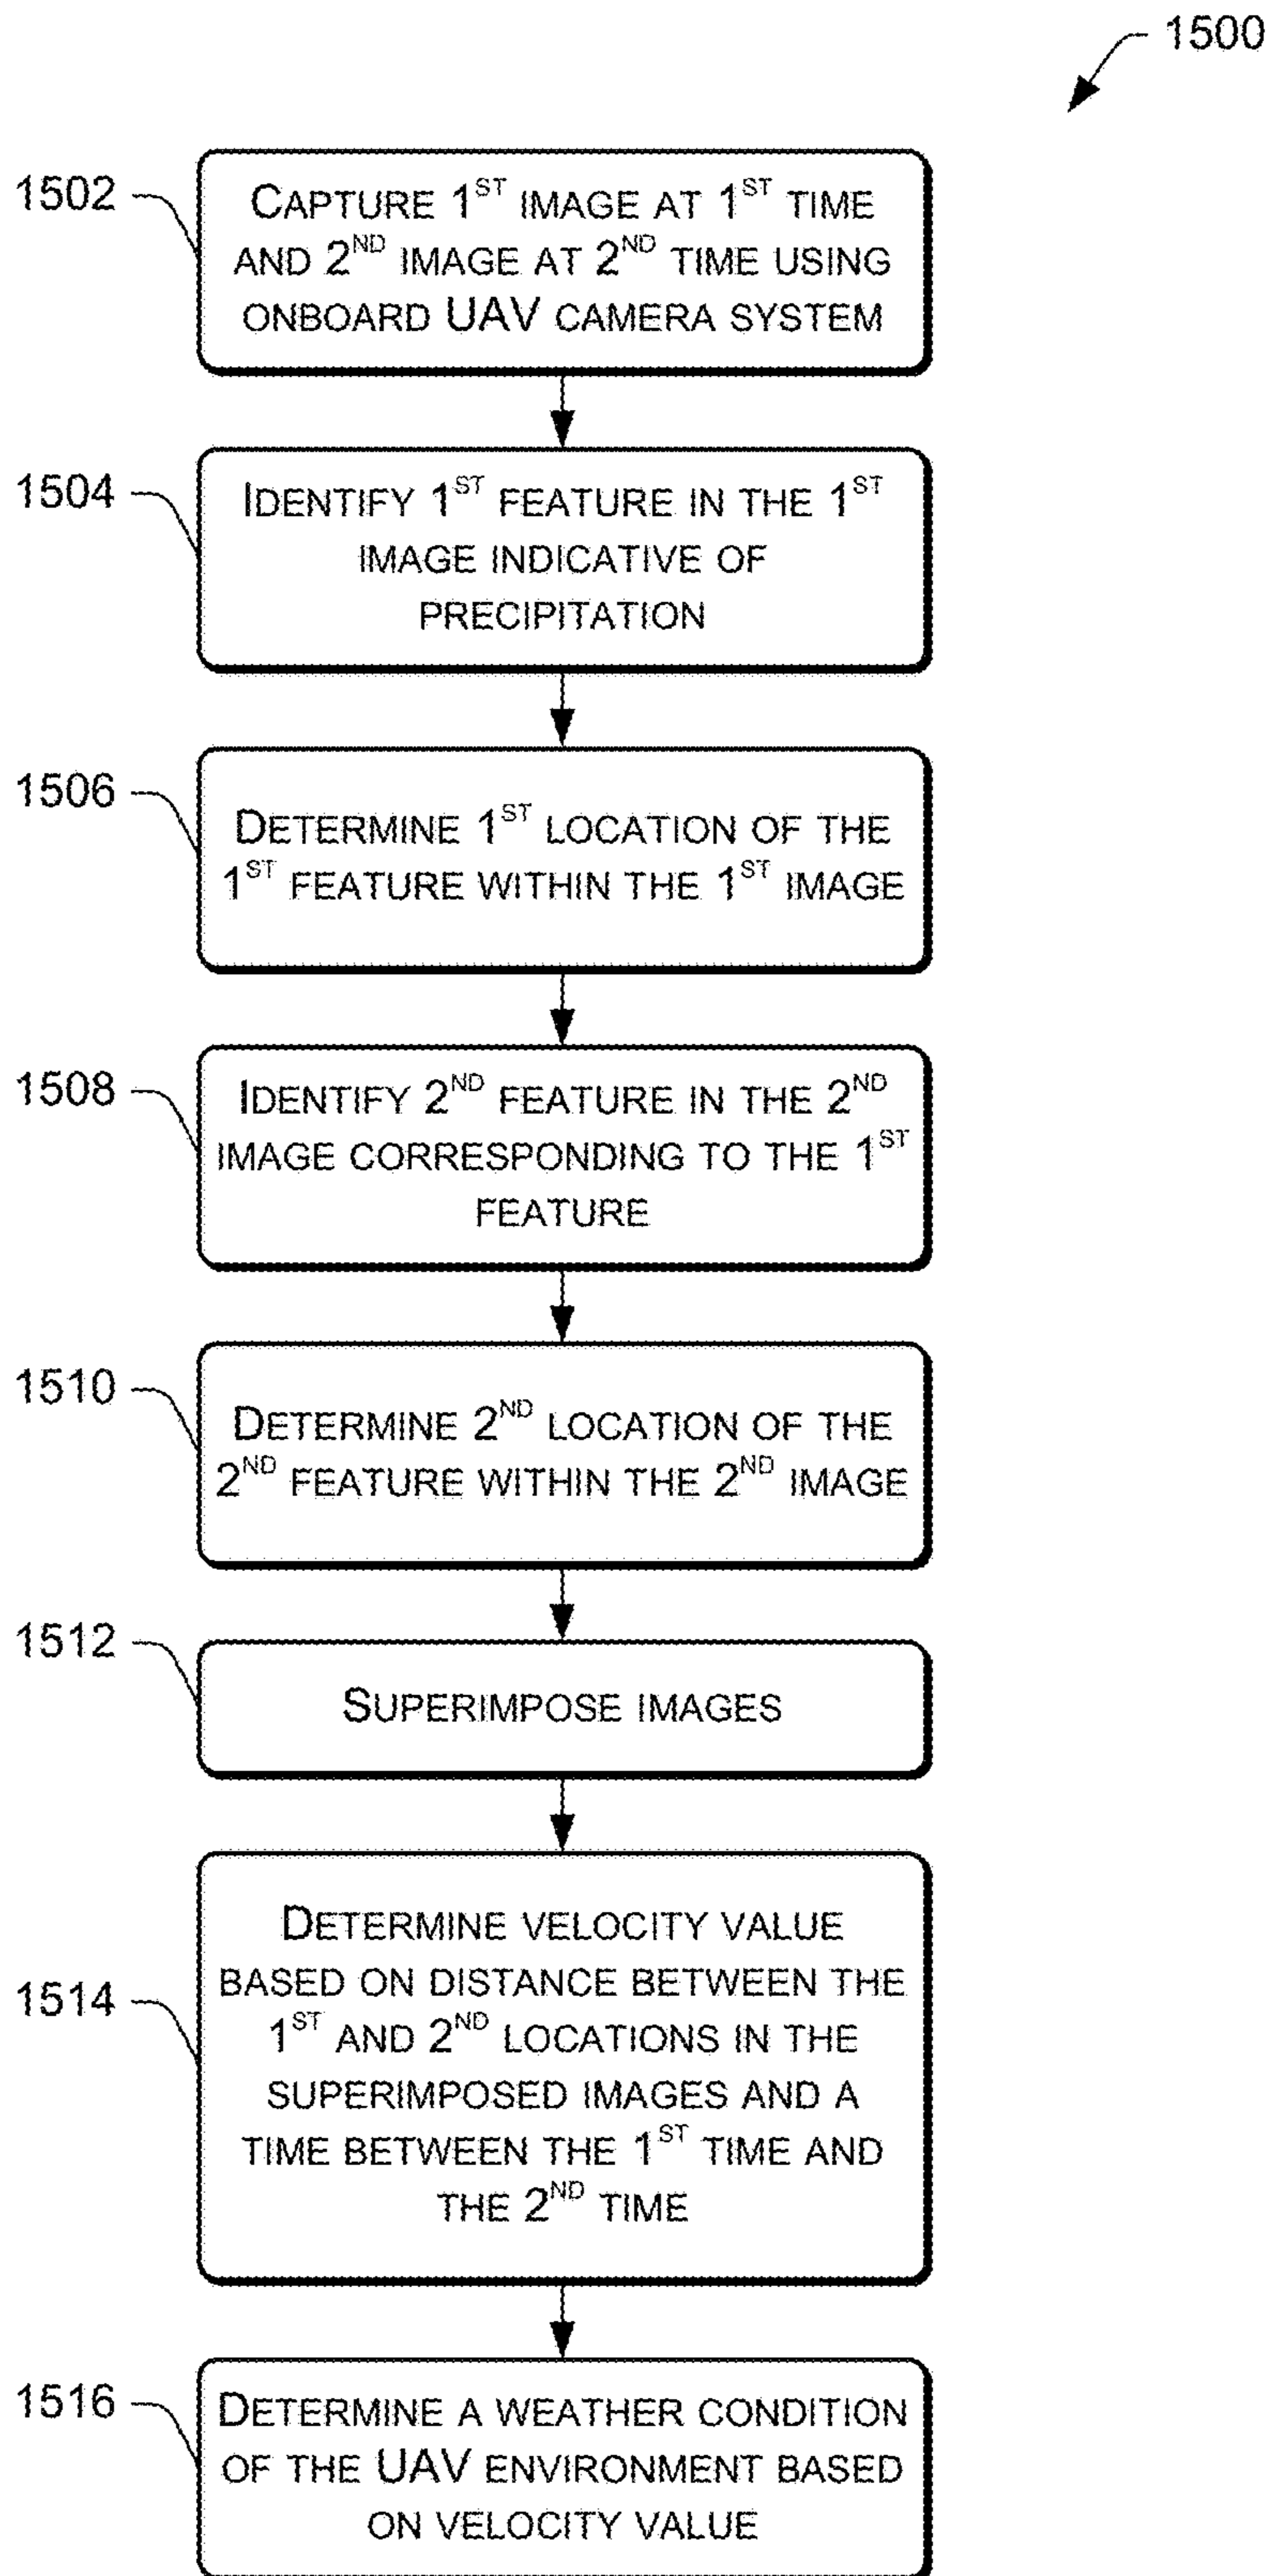 1500
1502
CAPTURE 1ST IMAGE AT 1ST TIME
AND 2ND IMAGE AT 2ND TIME USING
ONBOARD UAV CAMERA SYSTEM
1504
IDENTIFY 1ST FEATURE IN THE 1ST
IMAGE INDICATIVE OF
PRECIPITATION
1506
DETERMINE 1ST LOCATION OF THE
1ST FEATURE WITHIN THE 1ST IMAGE
1508
IDENTIFY 2ND FEATURE IN THE 2ND
IMAGE CORRESPONDING TO THE 1ST
FEATURE
1510
DETERMINE 2ND LOCATION OF THE
2ND FEATURE WITHIN THE 2ND IMAGE
1512
SUPERIMPOSE IMAGES
1514
DETERMINE VELOCITY VALUE
BASED ON DISTANCE BETWEEN THE
1ST AND 2ND LOCATIONS IN THE
SUPERIMPOSED IMAGES AND A
TIME BETWEEN THE 1ST TIME AND
THE 2ND TIME
1516
DETERMINE A WEATHER CONDITION
OF THE UAV ENVIRONMENT BASED
ON VELOCITY VALUE